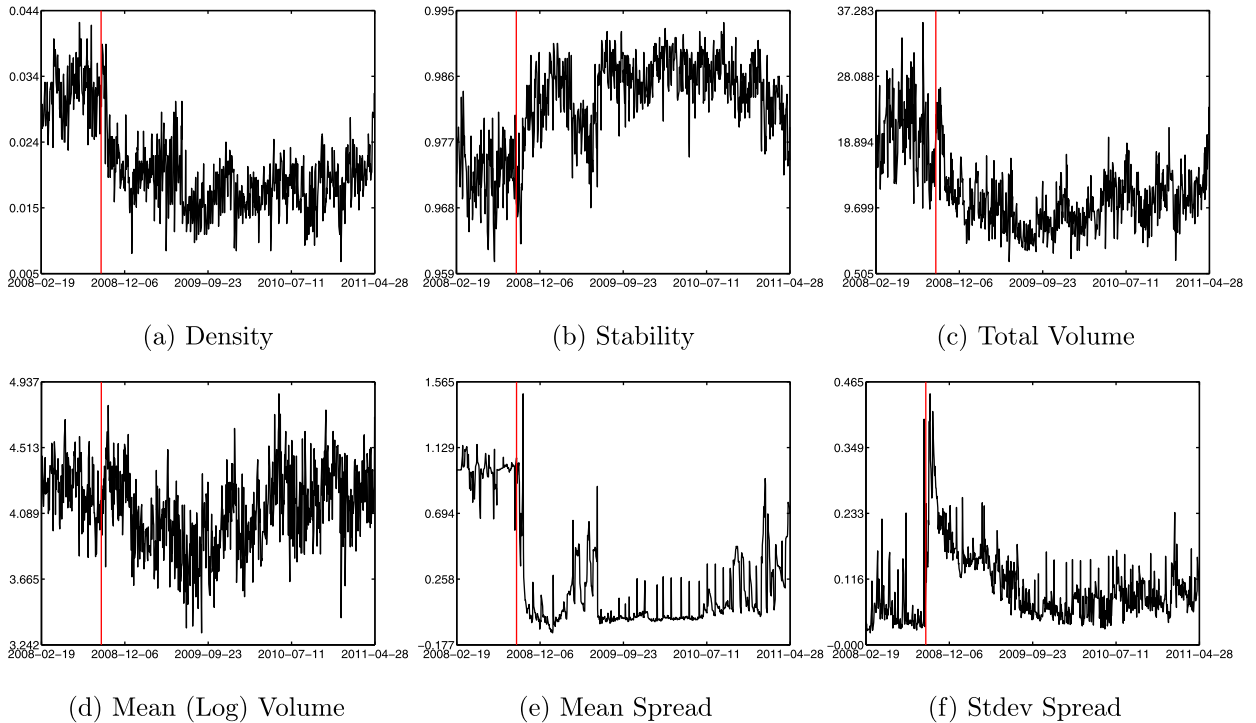 0.044
0.034
0.024
0.015
0.005
2008-02-19 2008-12-06 2009-09-23 2010-07-11 2011-04-28
(a) Density
0.995
0.986
0.977
0.968
0.959
2008-02-19 2008-12-06 2009-09-23 2010-07-11 2011-04-28
(b) Stability
37.283
28.088
18.894
9.699
0.505
2008-02-19 2008-12-06 2009-09-23 2010-07-11 2011-04-28
(c) Total Volume
4.937
4.513
4.089
3.665
3.242
2008-02-19 2008-12-06 2009-09-23 2010-07-11 2011-04-28
(d) Mean (Log) Volume
1.565
1.129
0.694
0.258
-0.177
2008-02-19 2008-12-06 2009-09-23 2010-07-11 2011-04-28
(e) Mean Spread
0.465
0.349
0.233
0.116
-0.000
2008-02-19 2008-12-06 2009-09-23 2010-07-11 2011-04-28
(f) Stdev Spread